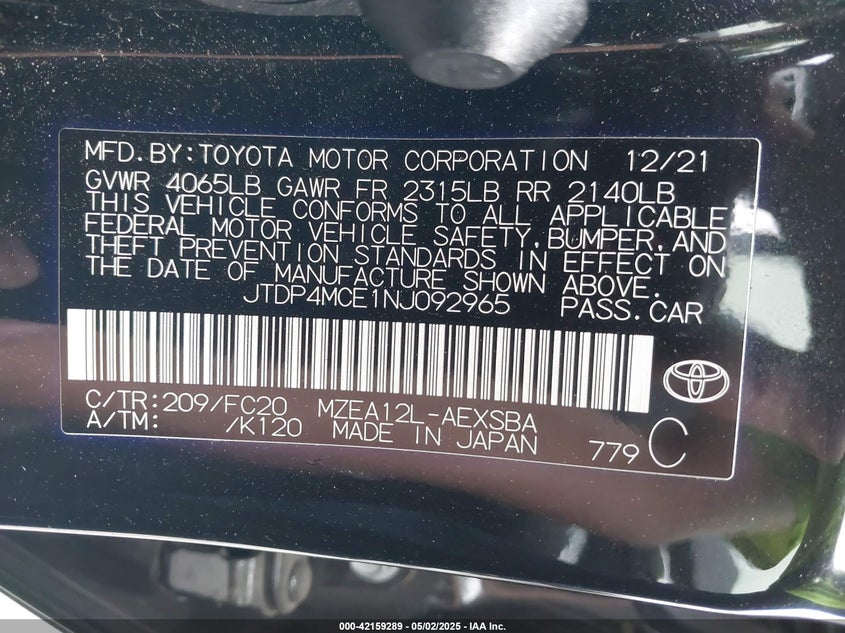 MFD.BY:TOYOTA MOTOR CORPORATION 12/21
GVWR 4065LB GAWR FR 2315LB RR 2140LB
THIS VEHICLE CONFORMS TO ALL APPLICABLE
FEDERAL MOTOR VEHICLE SAFETY,BUMPER,AND
THEFT PREVENTION STANDARDS IN EFFECT ON
THE DATE OF MANUFACTURE SHOWN ABOVE.
JTDP4MCE1NJ092965 PASS.CAR
C/TR:209/FC20 MZEA12L-AEXSBA
A/TM: /K120 MADE IN JAPAN 779 C
000-42159289 - 05/02/2025 - IAA Inc.